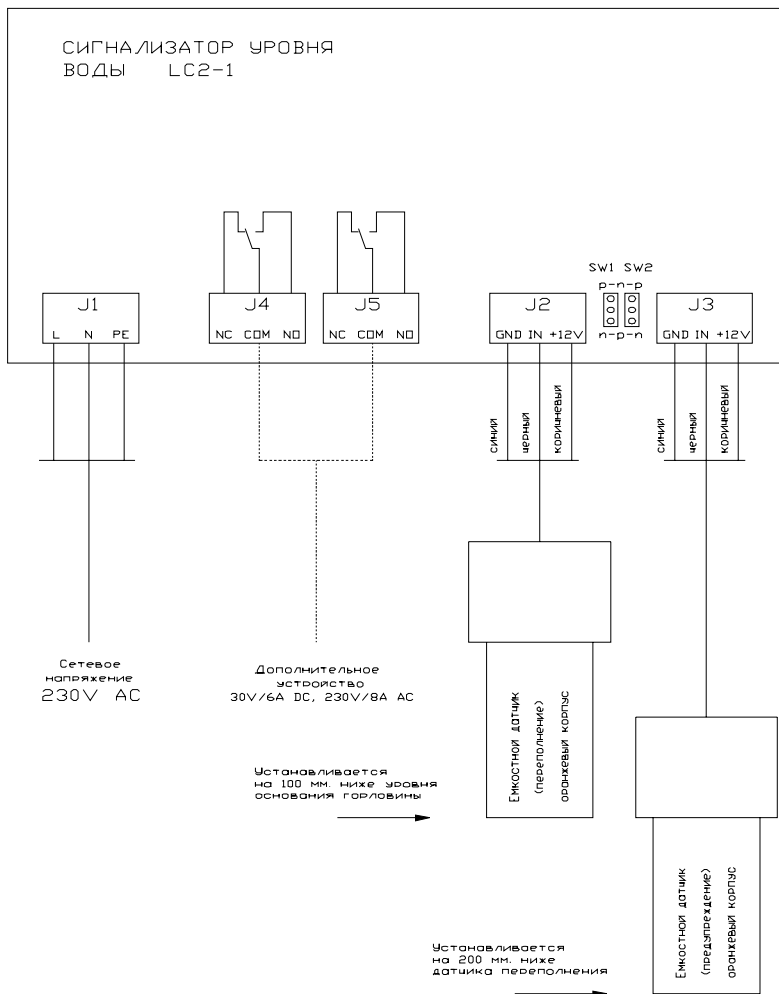 СИГНАЛИЗАТОР УРОВНЯ
ВОДЫ LC2-1
SW1 SW2
p-n-p
J1
J4
J5
J2
J3
L N PE
NC COM NO
NC COM NO
GND IN +12V
n-p-n
GND IN +12V
синий
черный
коричневый
синий
черный
коричневый
Сетевое
напряжение
230V AC
Дополнительное
устройство
30V/6A DC, 230V/8A AC
Емкостной датчик
(переполнение)
оранжевый корпус
Устанавливается
на 100 мм. ниже уровня
основания горловины
Емкостной датчик
(предупреждение)
оранжевый корпус
Устанавливается
на 200 мм. ниже
датчика переполнения